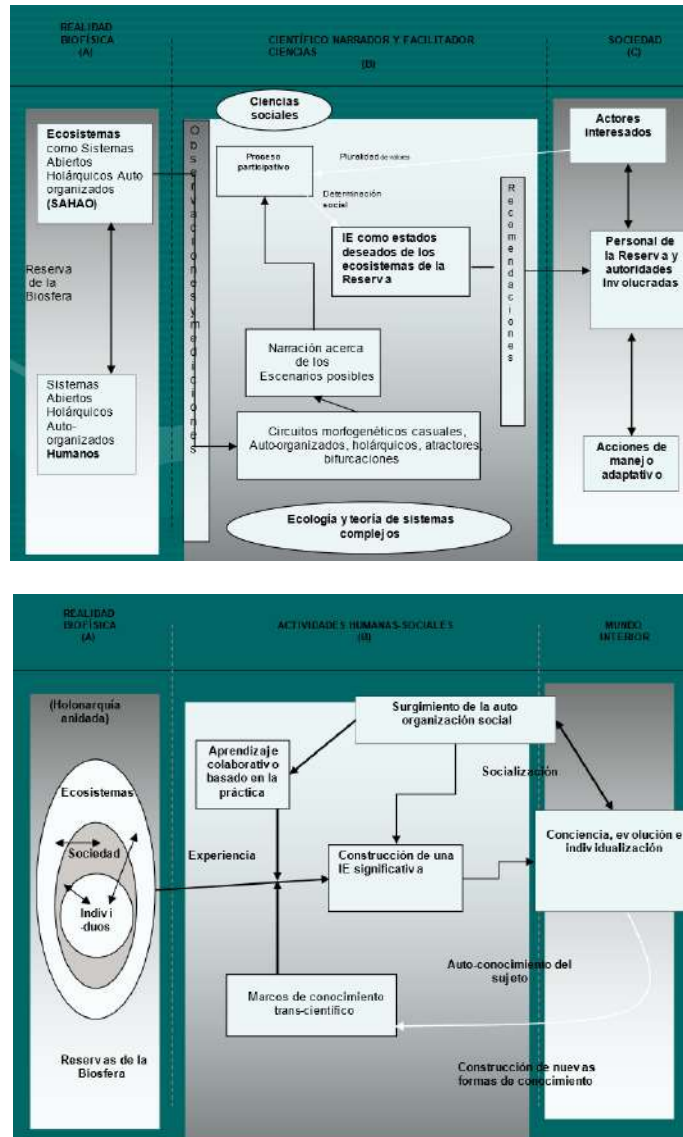 REALIDAD
BIOFÍSICA
(A)
CIENTÍFICO NARRADOR Y FACILITADOR
CIENCIAS
(B)
SOCIEDAD
(C)
Ecosistemas
como Sistemas
Abiertos
Holárquicos Auto
organizados
(SAHAO)
Reserva
de la
Biosfera
Sistemas
Abiertos
Holárquicos
Auto-
organizados
Humanos
Observaciones y mediciones
Ciencias
sociales
Proceso
participativo
Pluralidad de valores
Determinación
social
IE como estados
deseados de los
ecosistemas de la
Reserva
Narración acerca
de los
Escenarios posibles
Circuitos morfogenéticos casuales,
Auto-organizados, holárquicos, atractores,
bifurcaciones
Ecología y teoría de sistemas
complejos
Recomendaciones
Actores
interesados
Personal de
la Reserva y
autoridades
Involucradas
Acciones de
manejo
adaptativo
REALIDAD
BIOFÍSICA
(A)
ACTIVIDADES HUMANAS-SOCIALES
(B)
MUNDO
INTERIOR
(Holonarquía
anidada)
Ecosistemas
Sociedad
Indivi
-duos
Reservas de la
Biosfera
Surgimiento de la auto
organización social
Aprendizaje
colaborativo
basado en la
práctica
Socialización
Experiencia
Construcción de una
IE significativa
Conciencia, evolución e
individualización
Auto-conocimiento del
sujeto
Marcos de conocimiento
trans-científico
Construcción de nuevas
formas de conocimiento